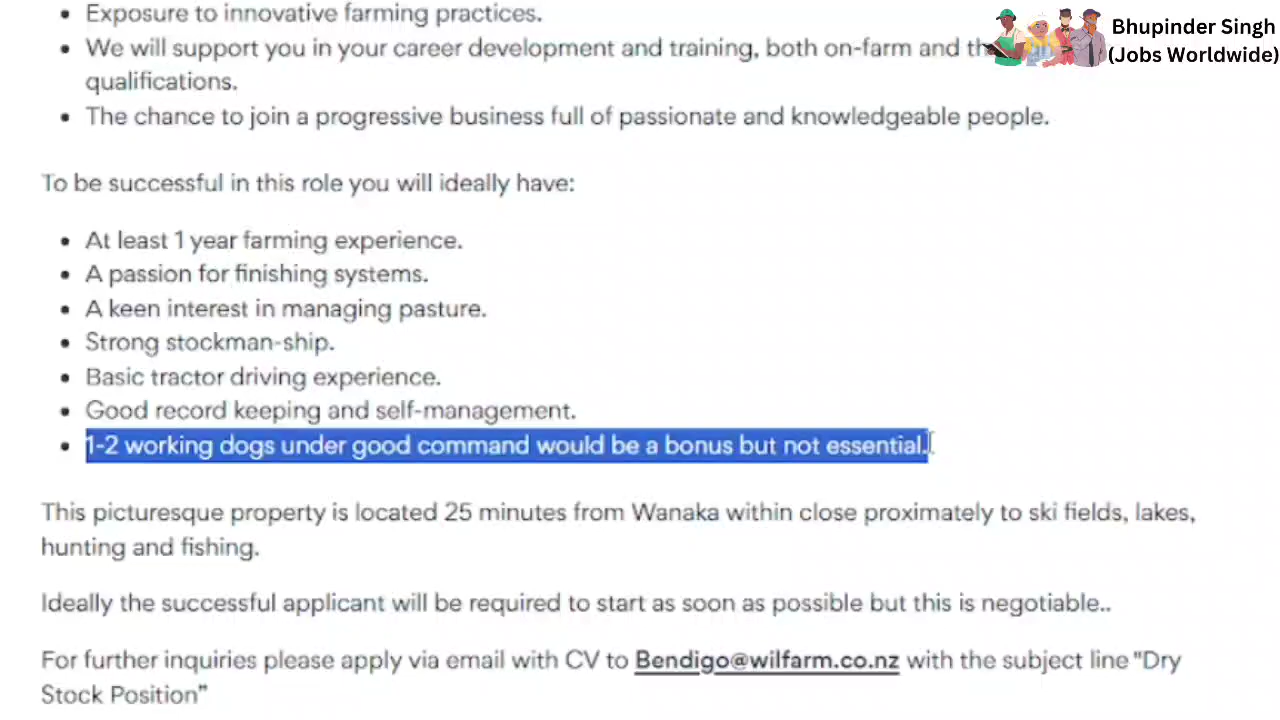 Exposure to innovative farming practices.
We will support you in your career development and training, both on-farm and
qualifications.
The chance to join a progressive business full of passionate and knowledgeable people.
Bhupinder Singh
(Jobs Worldwide)
To be successful in this role you will ideally have:
At least 1 year farming experience.
A passion for finishing systems.
A keen interest in managing pasture.
Strong stockman-ship.
Basic tractor driving experience.
Good record keeping and self-management.
1-2 working dogs under good command would be a bonus but not essential.
This picturesque property is located 25 minutes from Wanaka within close proximately to ski fields, lakes,
hunting and fishing.
Ideally the successful applicant will be required to start as soon as possible but this is negotiable..
For further inquiries please apply via email with CV to Bendigo@wilfarm.co.nz with the subject line "Dry
Stock Position"